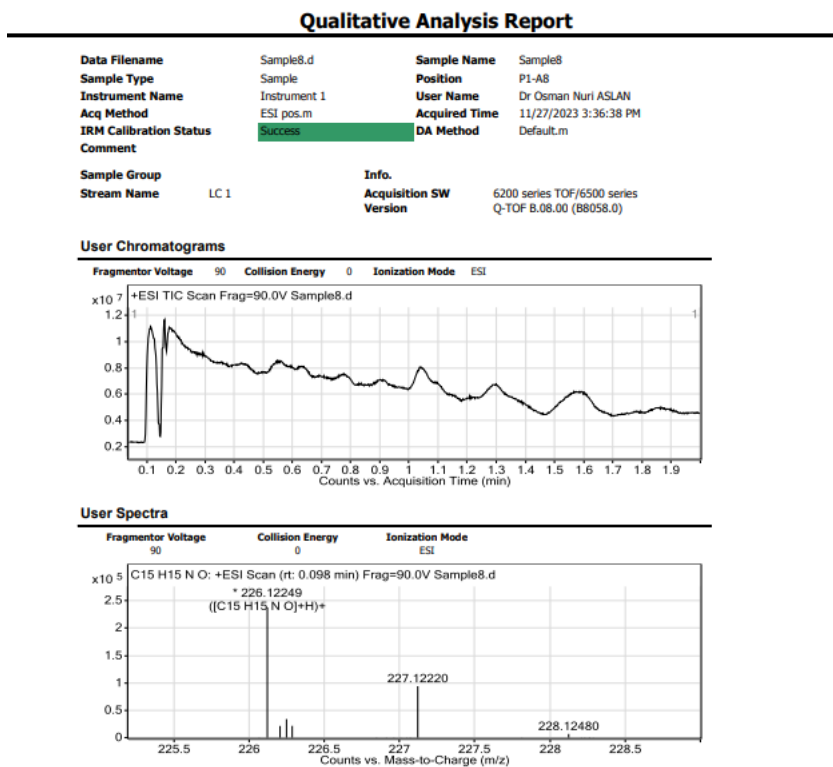 Qualitative Analysis Report
Data Filename Sample8.d Sample Name Sample8
Sample Type Sample Position P1-A8
Instrument Name Instrument 1 User Name Dr Osman Nuri ASLAN
Acq Method ESI pos.m Acquired Time 11/27/2023 3:36:38 PM
IRM Calibration Status Success DA Method Default.m
Comment
Sample Group Info.
Stream Name LC 1 Acquisition SW 6200 series TOF/6500 series
Version Q-TOF B.08.00 (B8058.0)
User Chromatograms
Fragmentor Voltage 90 Collision Energy 0 Ionization Mode ESI
x10 7 +ESI TIC Scan Frag=90.0V Sample8.d
1.2 1 1
1
0.8
0.6
0.4
0.2
0.1 0.2 0.3 0.4 0.5 0.6 0.7 0.8 0.9 1 1.1 1.2 1.3 1.4 1.5 1.6 1.7 1.8 1.9
Counts vs. Acquisition Time (min)
User Spectra
Fragmentor Voltage Collision Energy Ionization Mode
90 0 ESI
x10 5 C15 H15 N O: +ESI Scan (rt: 0.098 min) Frag=90.0V Sample8.d
* 226.12249
2.5 ([C15 H15 N O]+H)+
2
1.5
227.12220
1
0.5
228.12480
0
225.5 226 226.5 227 227.5 228 228.5
Counts vs. Mass-to-Charge (m/z)